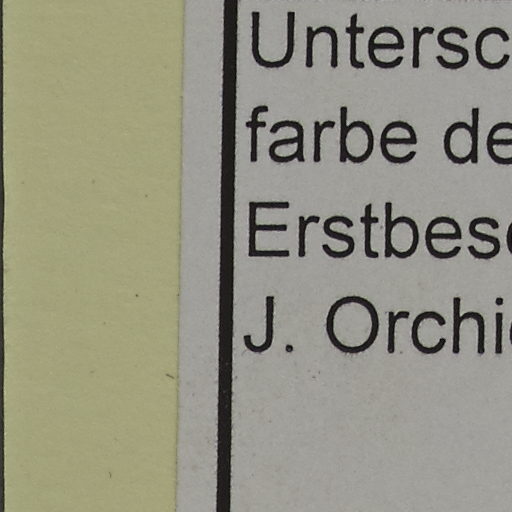 Untersc
farbe de
Erstbes
J. Orchi